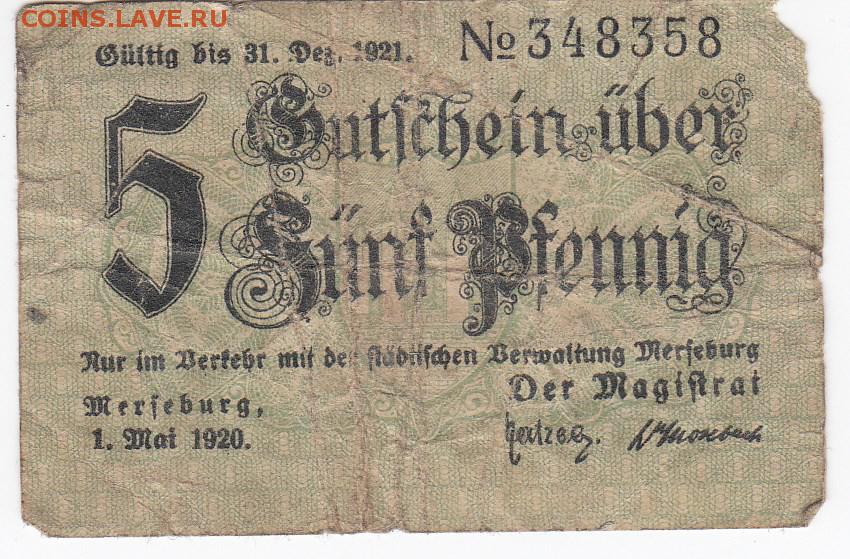 COINS.LAVE.RU
Gültig bis 31. Dez. 1921. № 348358
5 Gutschein über
Fünf Pfennig
Nur im Verkehr mit der städtischen Verwaltung Merseburg
Der Magistrat
Merseburg,
1. Mai 1920.